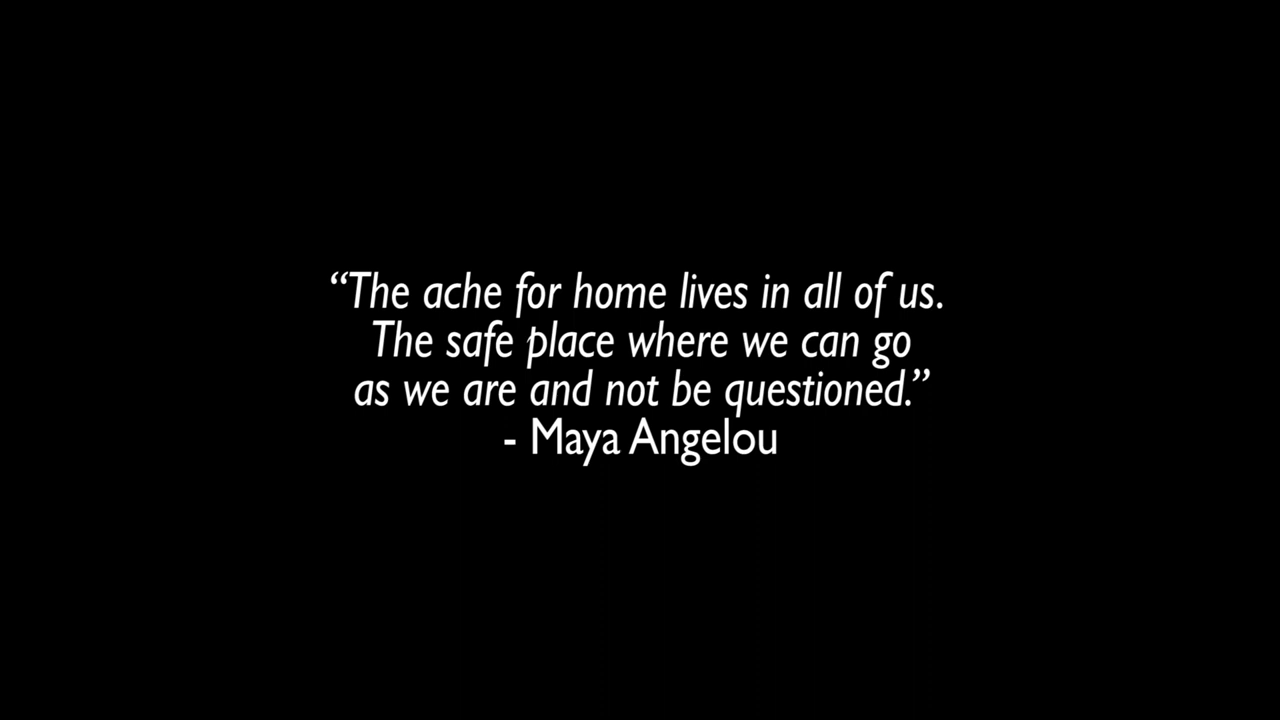 “The ache for home lives in all of us.
The safe place where we can go
as we are and not be questioned.”
- Maya Angelou